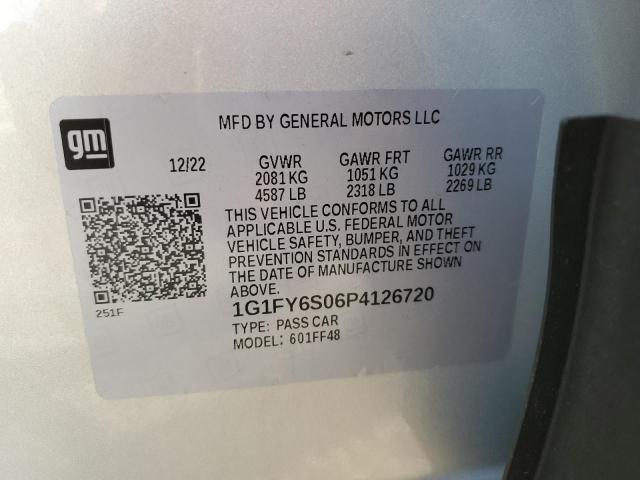 gm
MFD BY GENERAL MOTORS LLC
12/22 GVWR GAWR FRT GAWR RR
2081 KG 1051 KG 1029 KG
4587 LB 2318 LB 2269 LB
THIS VEHICLE CONFORMS TO ALL
APPLICABLE U.S. FEDERAL MOTOR
VEHICLE SAFETY, BUMPER, AND THEFT
PREVENTION STANDARDS IN EFFECT ON
THE DATE OF MANUFACTURE SHOWN
ABOVE.
251F
1G1FY6S06P4126720
TYPE: PASS CAR
MODEL: 601FF48